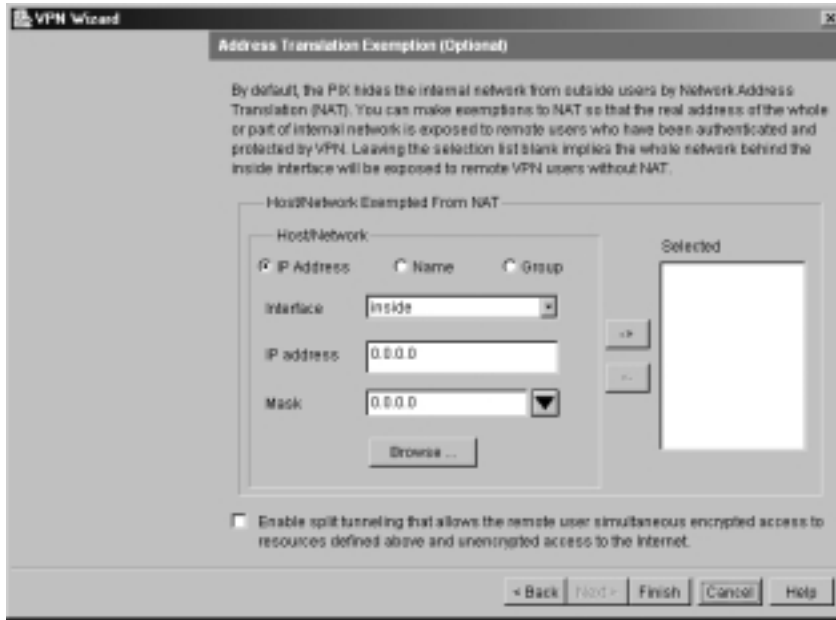 VPN Wizard
Address Translation Exemption (Optional)
By default, the PIX hides the internal network from outside users by Network Address
Translation (NAT). You can make exemptions to NAT so that the real address of the whole
or part of internal network is exposed to remote users who have been authenticated and
protected by VPN. Leaving the selection list blank implies the whole network behind the
inside interface will be exposed to remote VPN users without NAT.
Host/Network Exempted From NAT
Host/Network
IP Address Name Group
Selected
Interface inside
IP address 0.0.0.0
Mask 0.0.0.0
Browse ...
Enable split tunneling that allows the remote user simultaneous encrypted access to
resources defined above and unencrypted access to the Internet.
< Back Next > Finish Cancel Help